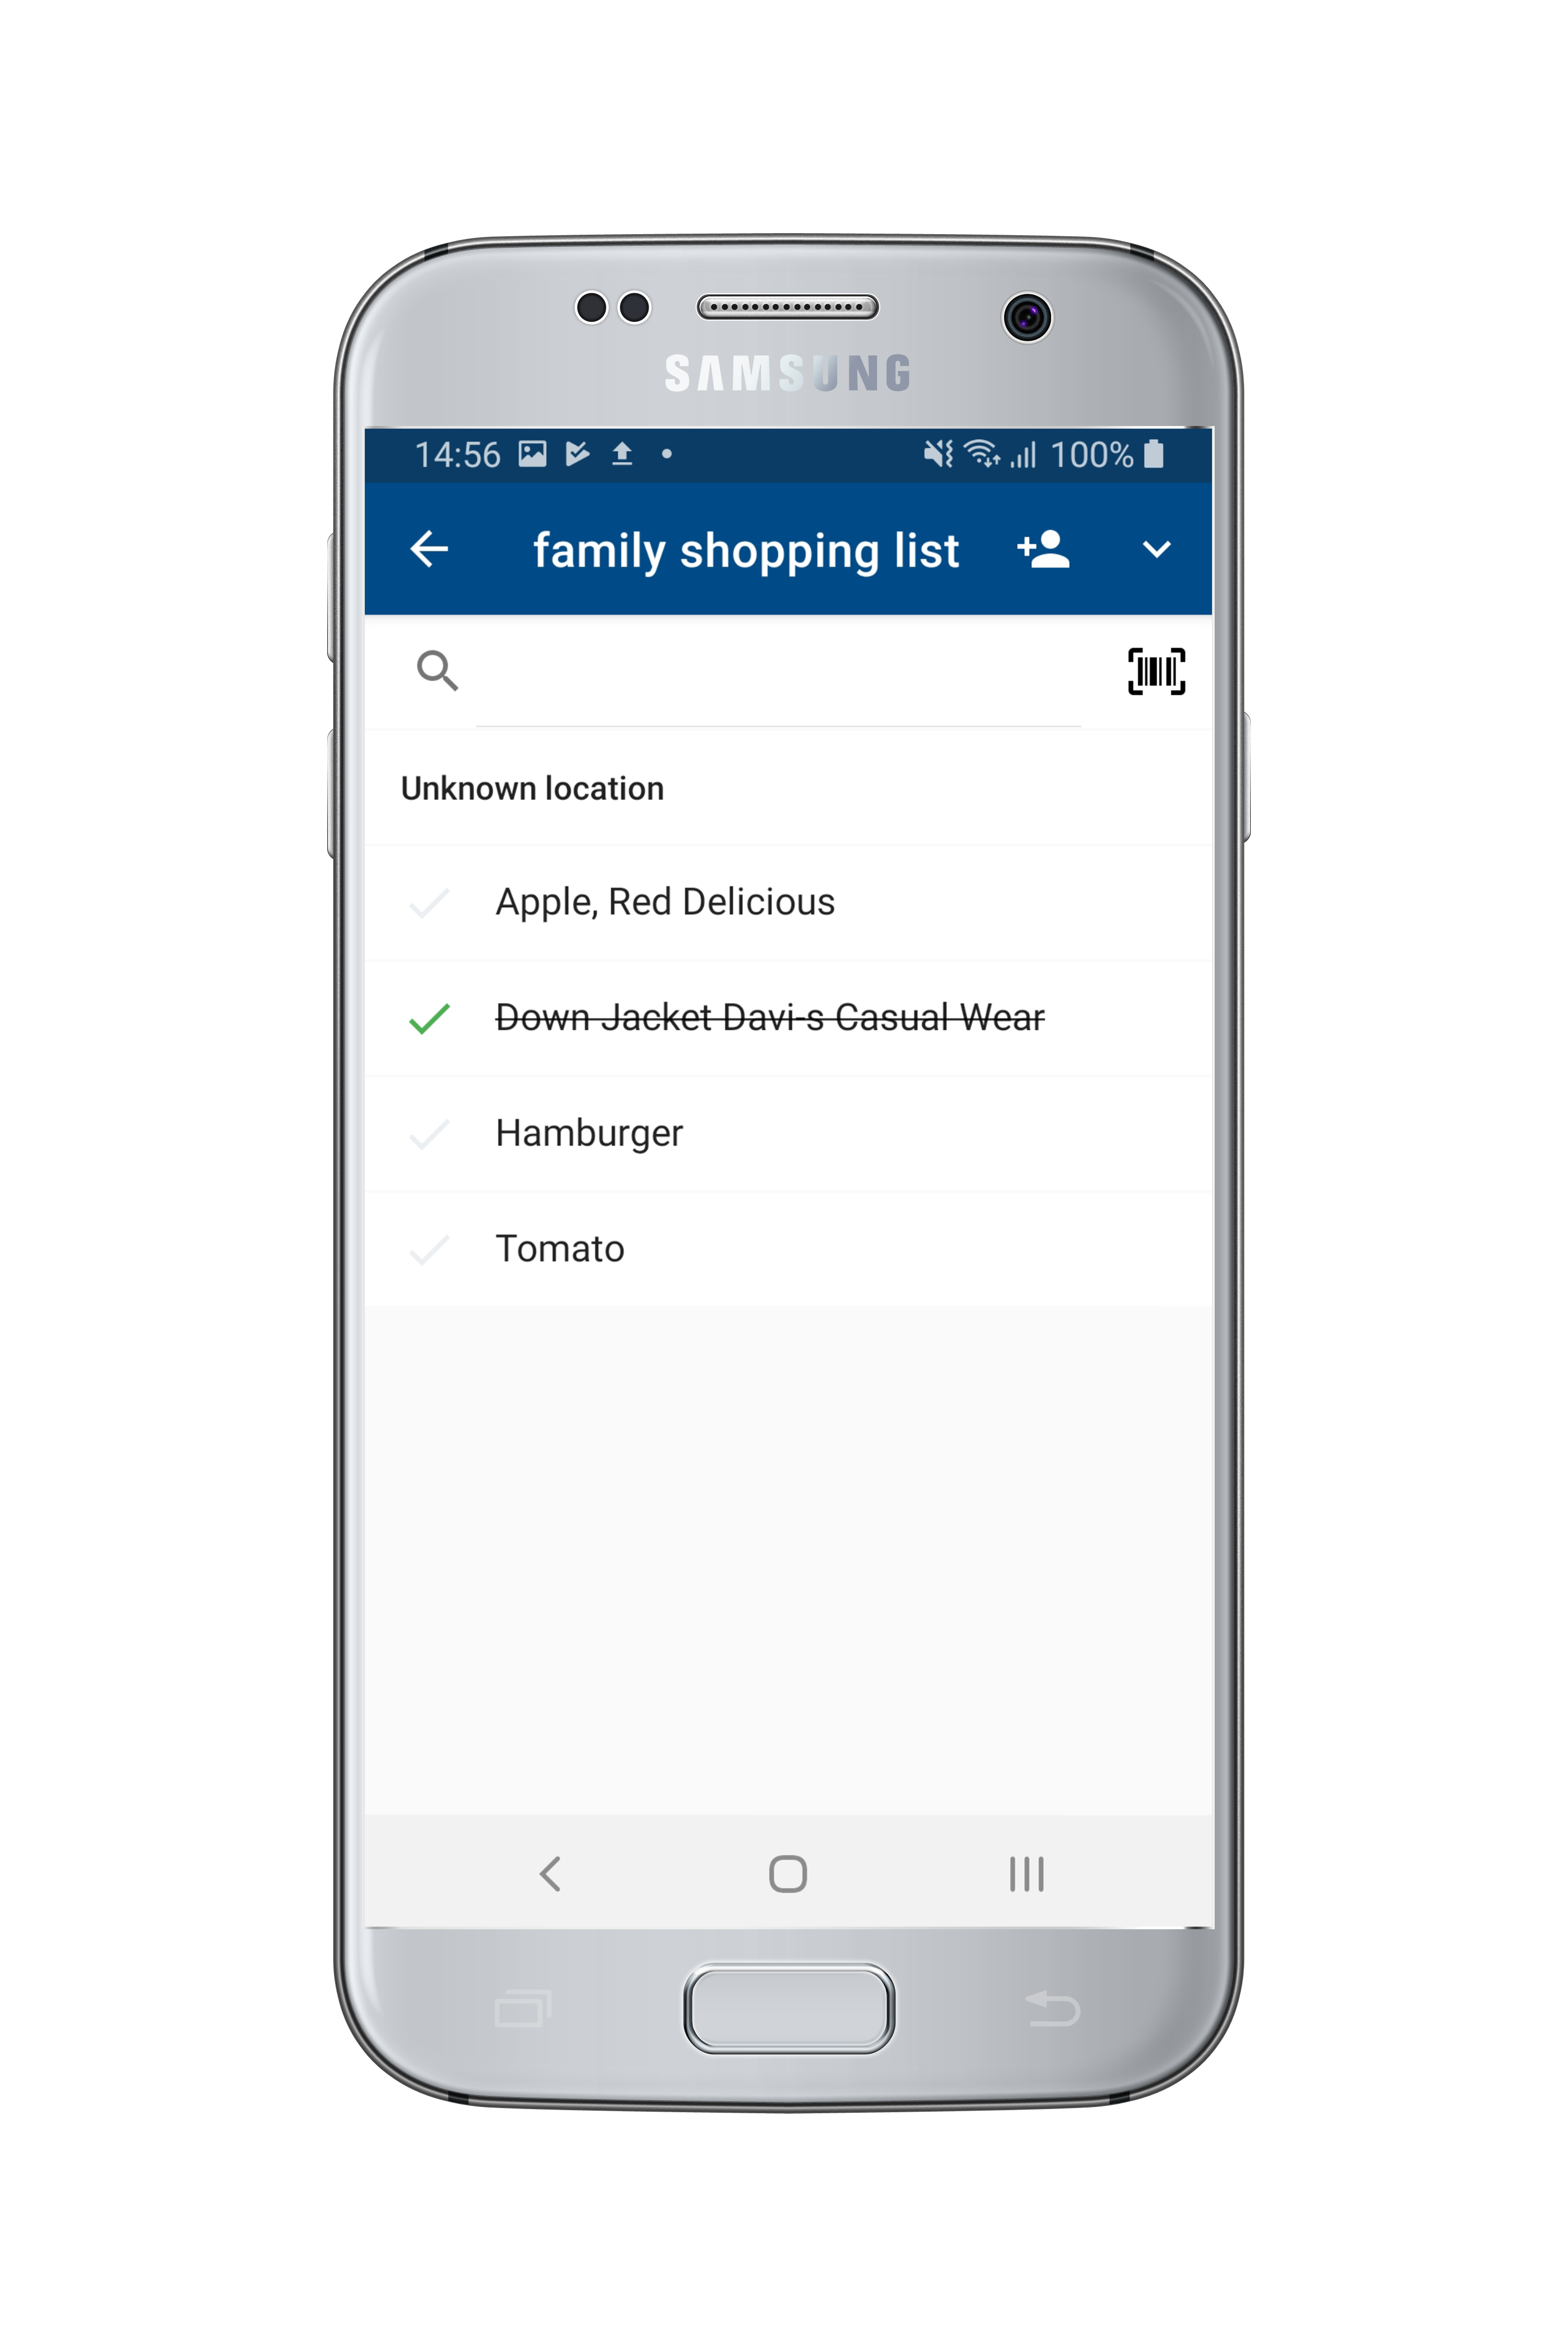 SAMSUNG
14:56 100%
family shopping list
Unknown location
Apple, Red Delicious
Down Jacket Davi-s Casual Wear
Hamburger
Tomato